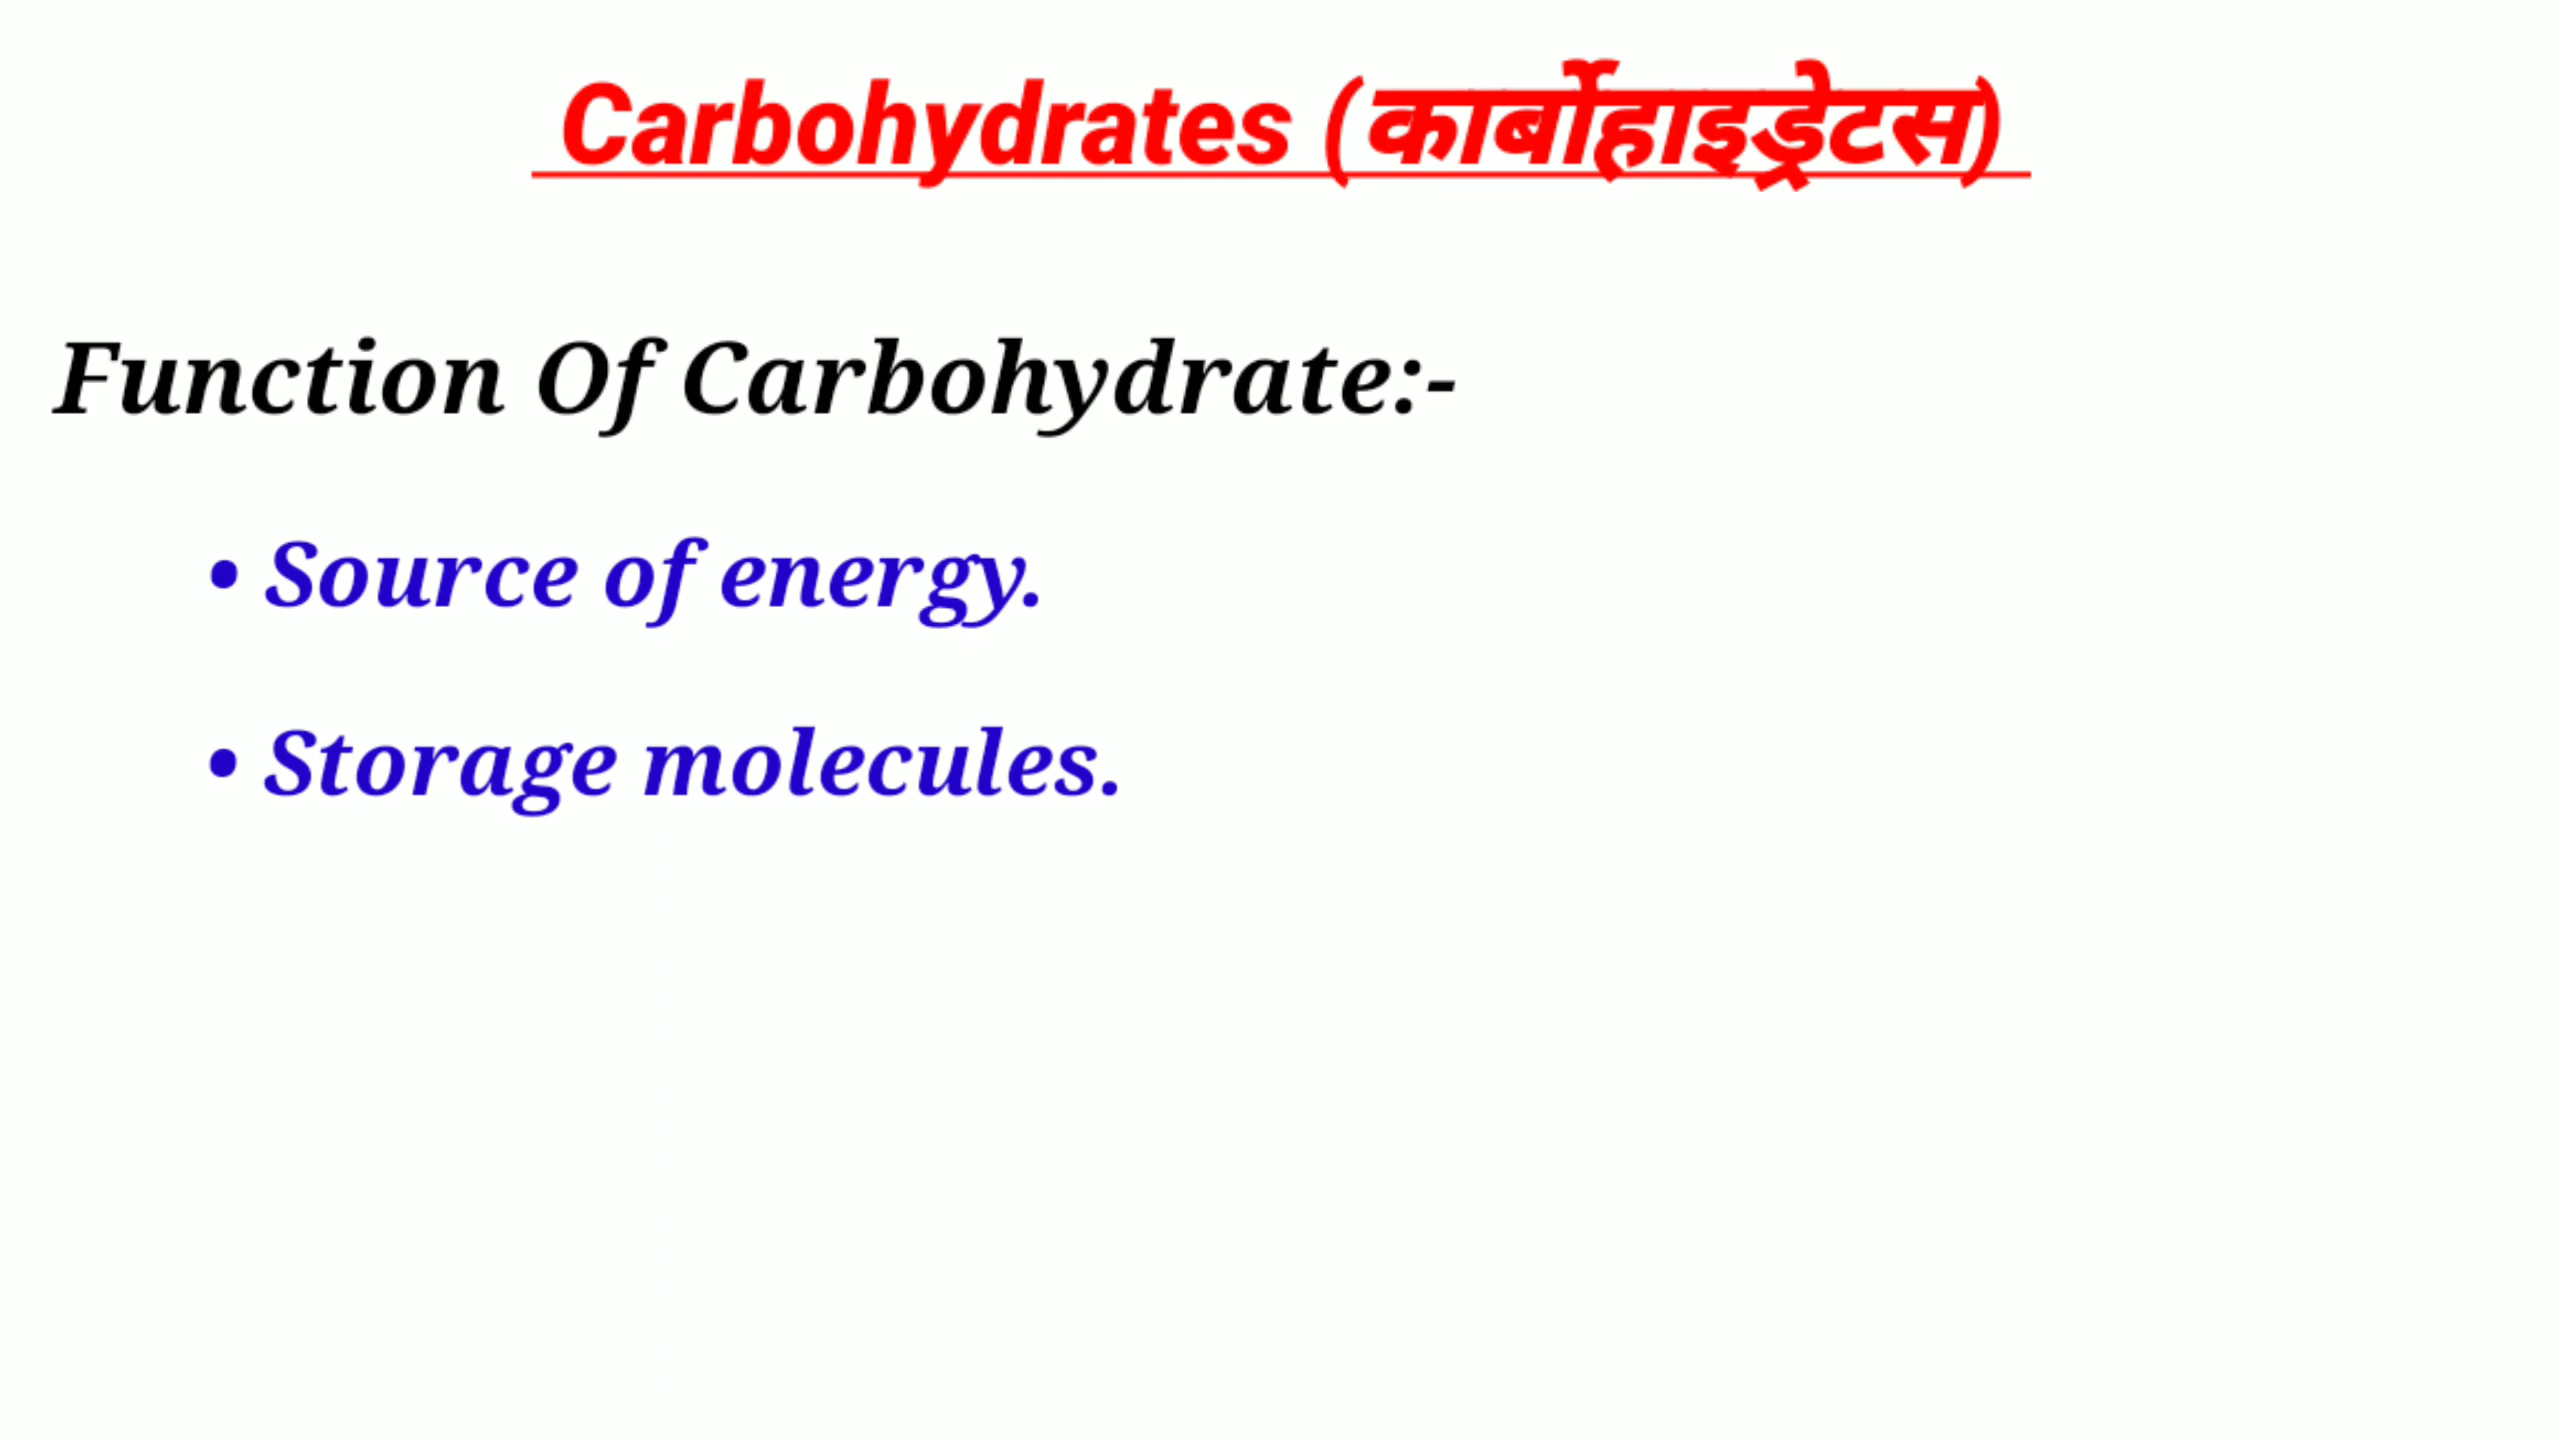 Carbohydrates (कार्बोहाइड्रेटस)
Function Of Carbohydrate:-
• Source of energy.
• Storage molecules.